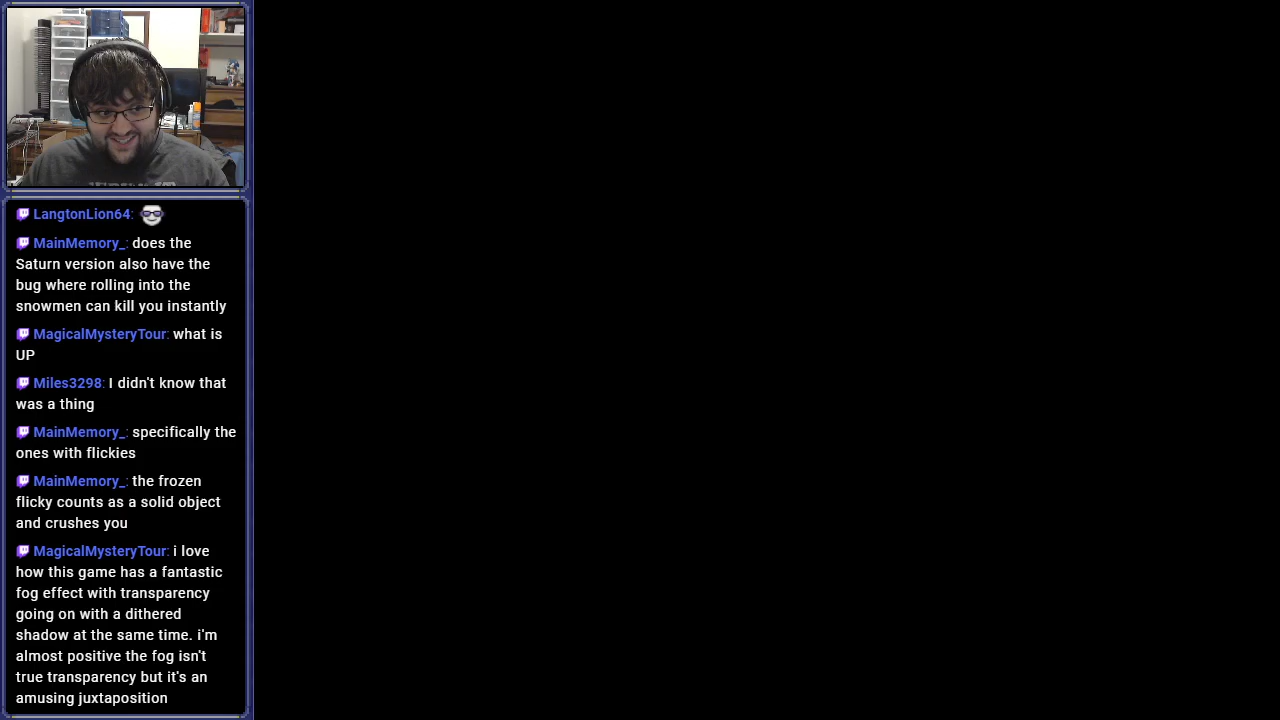 LangtonLion64:
MainMemory_: does the
Saturn version also have the
bug where rolling into the
snowmen can kill you instantly
MagicalMysteryTour: what is
UP
Miles3298: I didn't know that
was a thing
MainMemory_: specifically the
ones with flickies
MainMemory_: the frozen
flicky counts as a solid object
and crushes you
MagicalMysteryTour: i love
how this game has a fantastic
fog effect with transparency
going on with a dithered
shadow at the same time. i'm
almost positive the fog isn't
true transparency but it's an
amusing juxtaposition